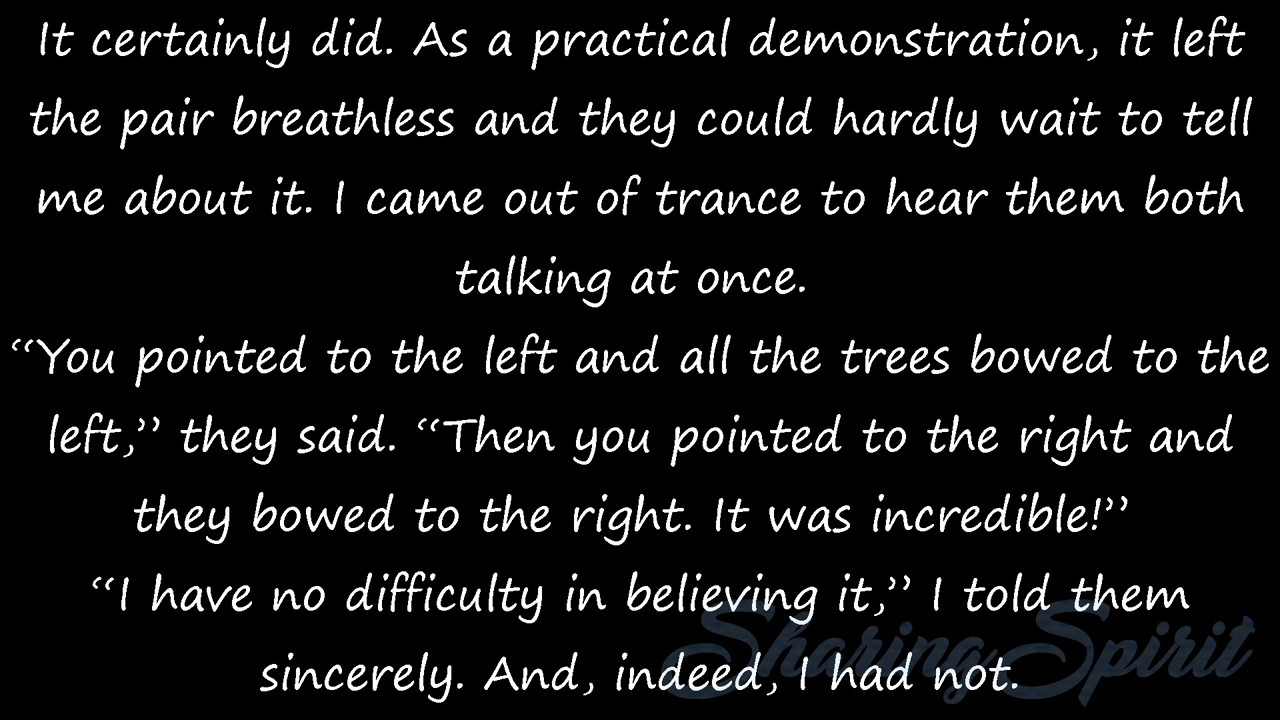 It certainly did. As a practical demonstration, it left
the pair breathless and they could hardly wait to tell
me about it. I came out of trance to hear them both
talking at once.
“You pointed to the left and all the trees bowed to the
left,” they said. “Then you pointed to the right and
they bowed to the right. It was incredible!”
“I have no difficulty in believing it,” I told them
sincerely. And, indeed, I had not.
SharingSpirit